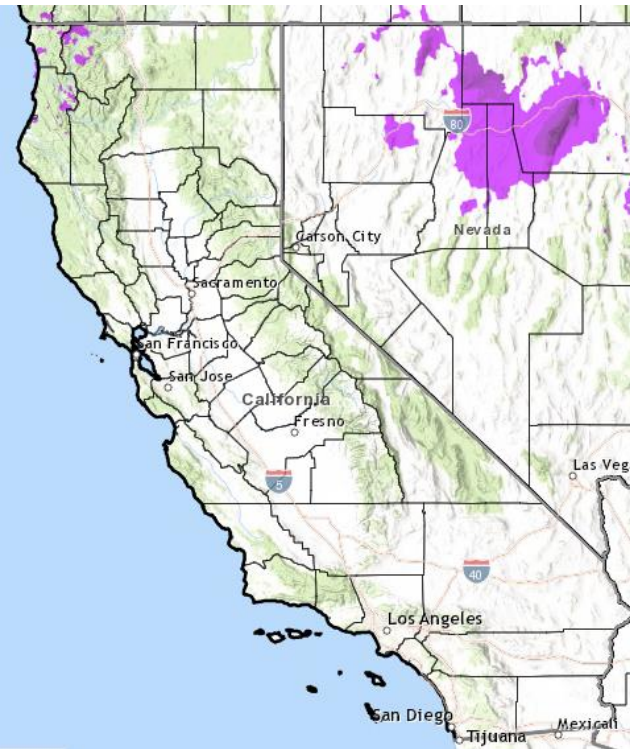 80
Carson City
Nevada
Sacramento
San Francisco
San Jose
California
Fresno
5
Las Veg
40
Los Angeles
San Diego
Tijuana
Mexicali